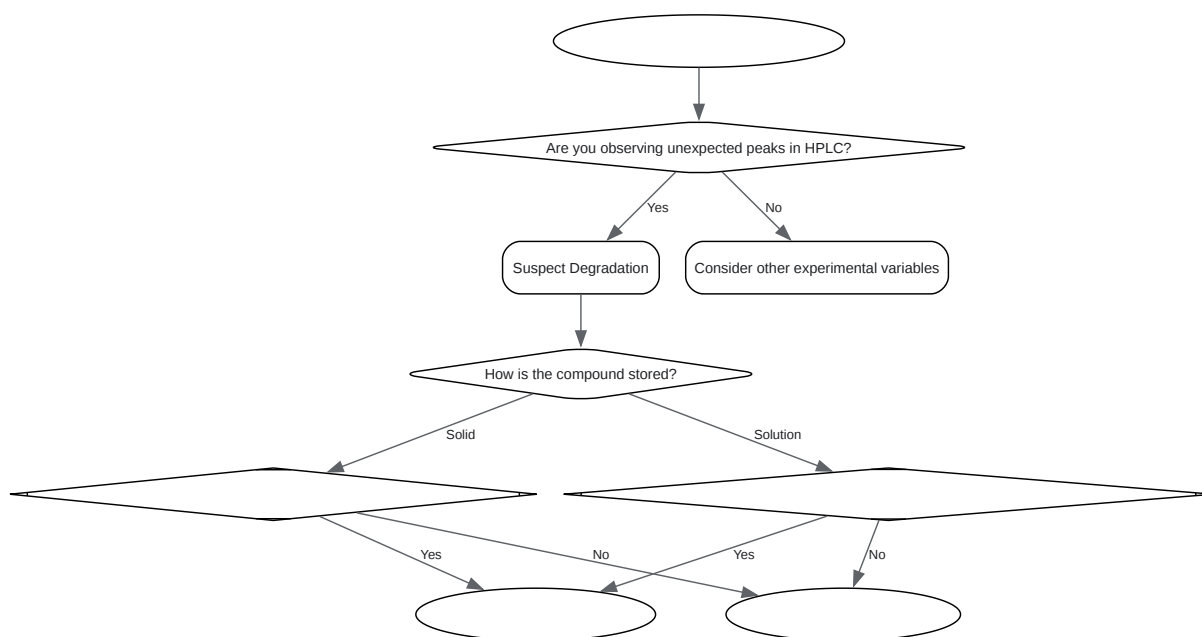 Are you observing unexpected peaks in HPLC?
Yes
No
Suspect Degradation
Consider other experimental variables
How is the compound stored?
Solid
Solution
Yes
No
Yes
No